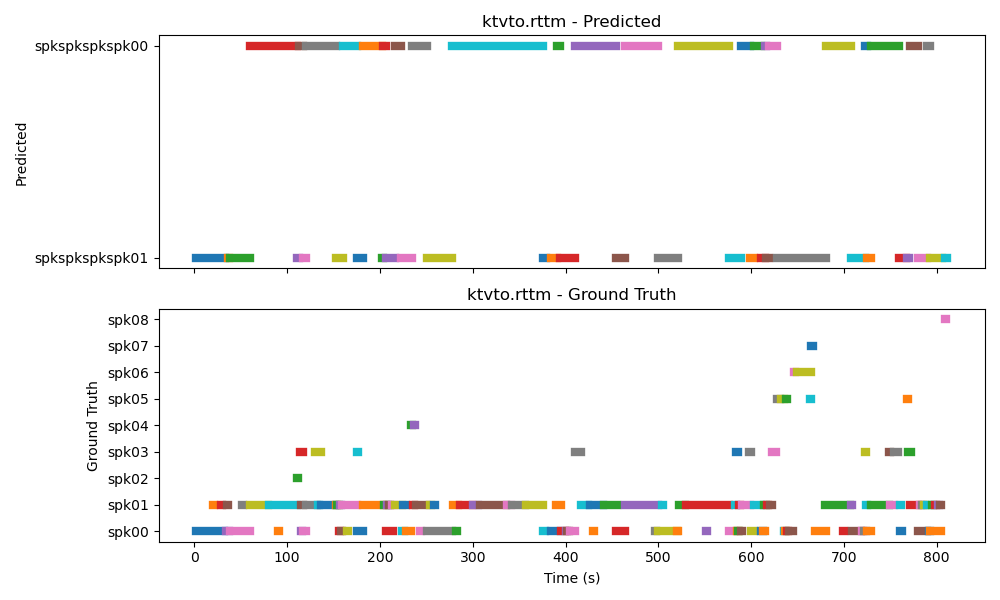 ktvto.rttm - Predicted
spkspkspkspk00
Predicted
spkspkspkspk01
ktvto.rttm - Ground Truth
spk08
spk07
spk06
spk05
spk04
Ground Truth
spk03
spk02
spk01
spk00
0 100 200 300 400 500 600 700 800
Time (s)